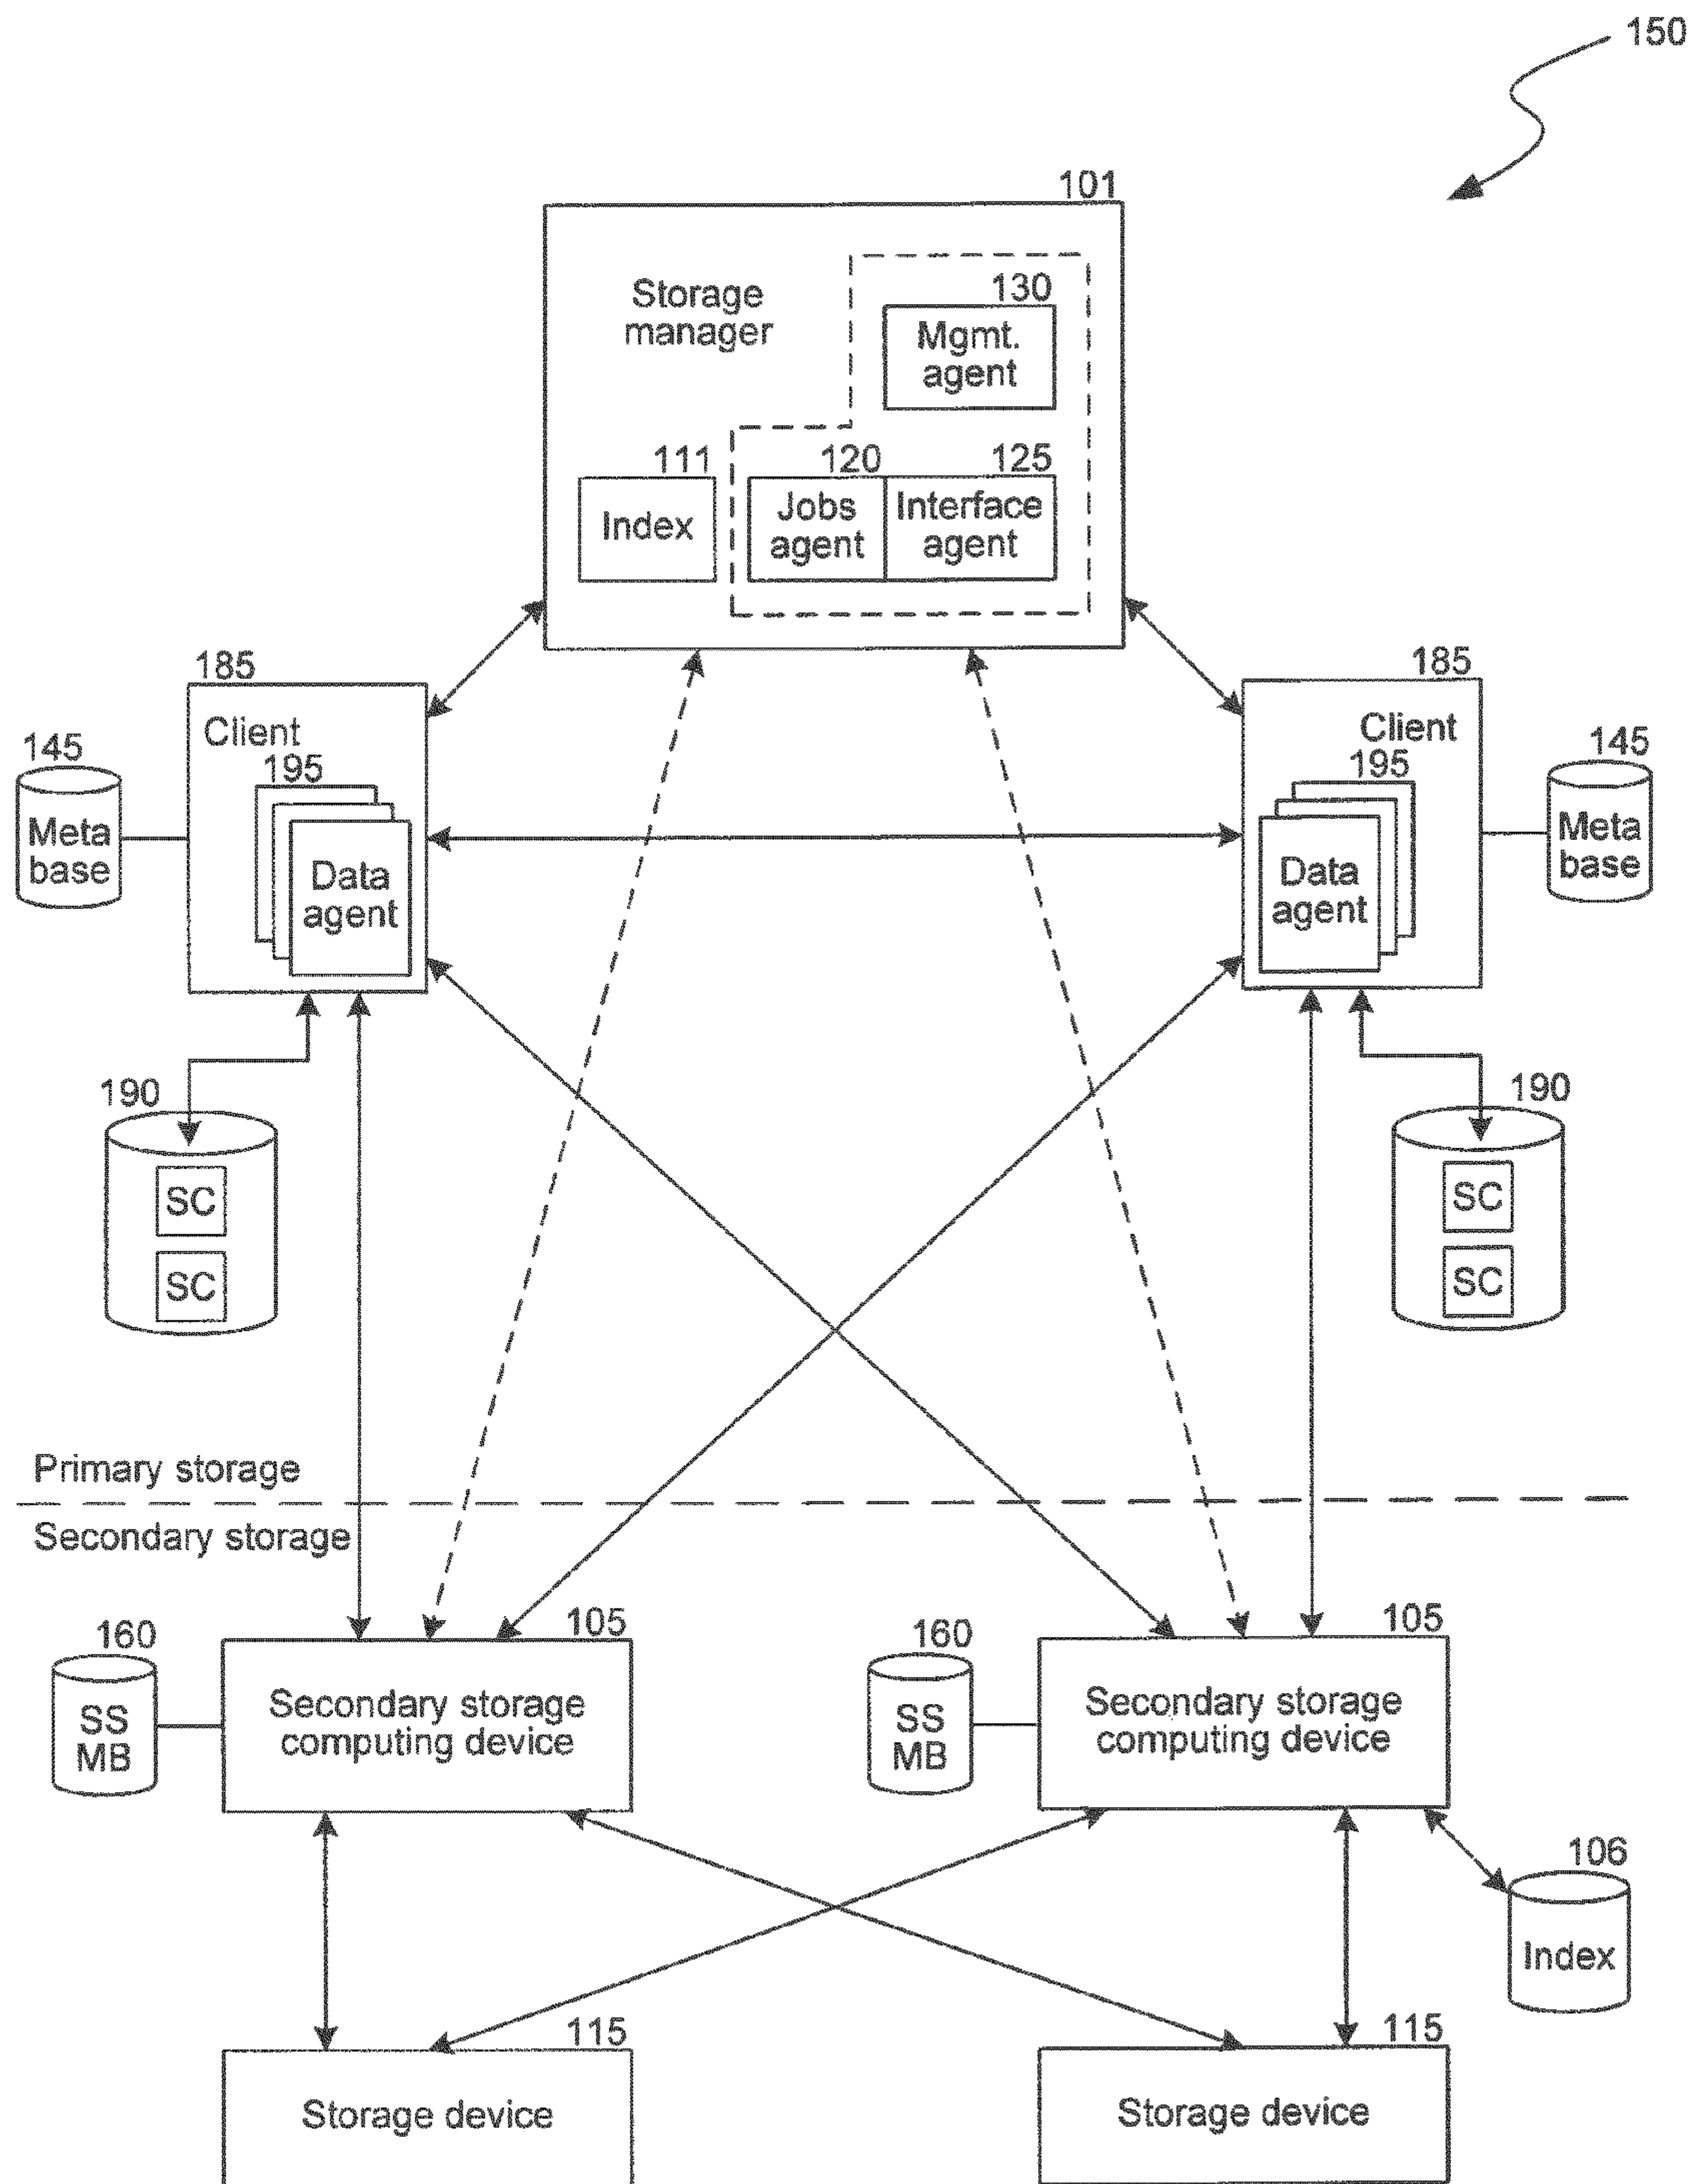 150
101
Storage
manager
130
Mgmt.
agent
111
Index
120
Jobs
agent
125
Interface
agent
185
Client
195
Data
agent
145
Meta
base
185
Client
195
Data
agent
145
Meta
base
190
SC
SC
190
SC
SC
Primary storage
Secondary storage
160
SS
MB
105
Secondary storage
computing device
160
SS
MB
105
Secondary storage
computing device
106
Index
115
Storage device
115
Storage device